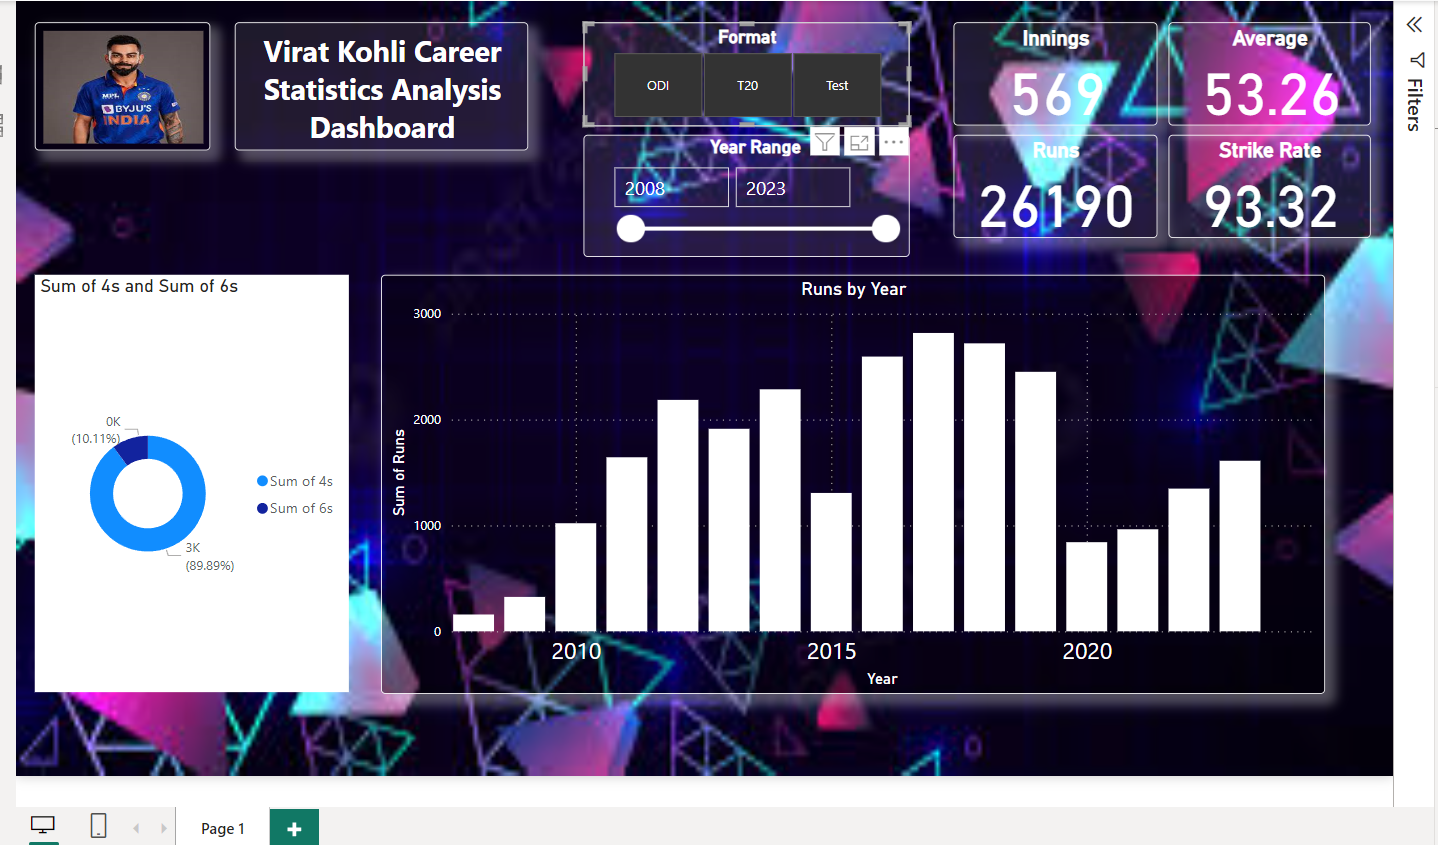 MPL
BYJU'S
INDIA
Virat Kohli Career
Statistics Analysis
Dashboard
Format
ODI
T20
Test
Year Range
2008
2023
Innings
569
Average
53.26
Runs
26190
Strike Rate
93.32
Filters
Sum of 4s and Sum of 6s
0K
(10.11%)
3K
(89.89%)
Sum of 4s
Sum of 6s
Runs by Year
Sum of Runs
3000
2000
1000
0
2010
2015
2020
Year
Page 1